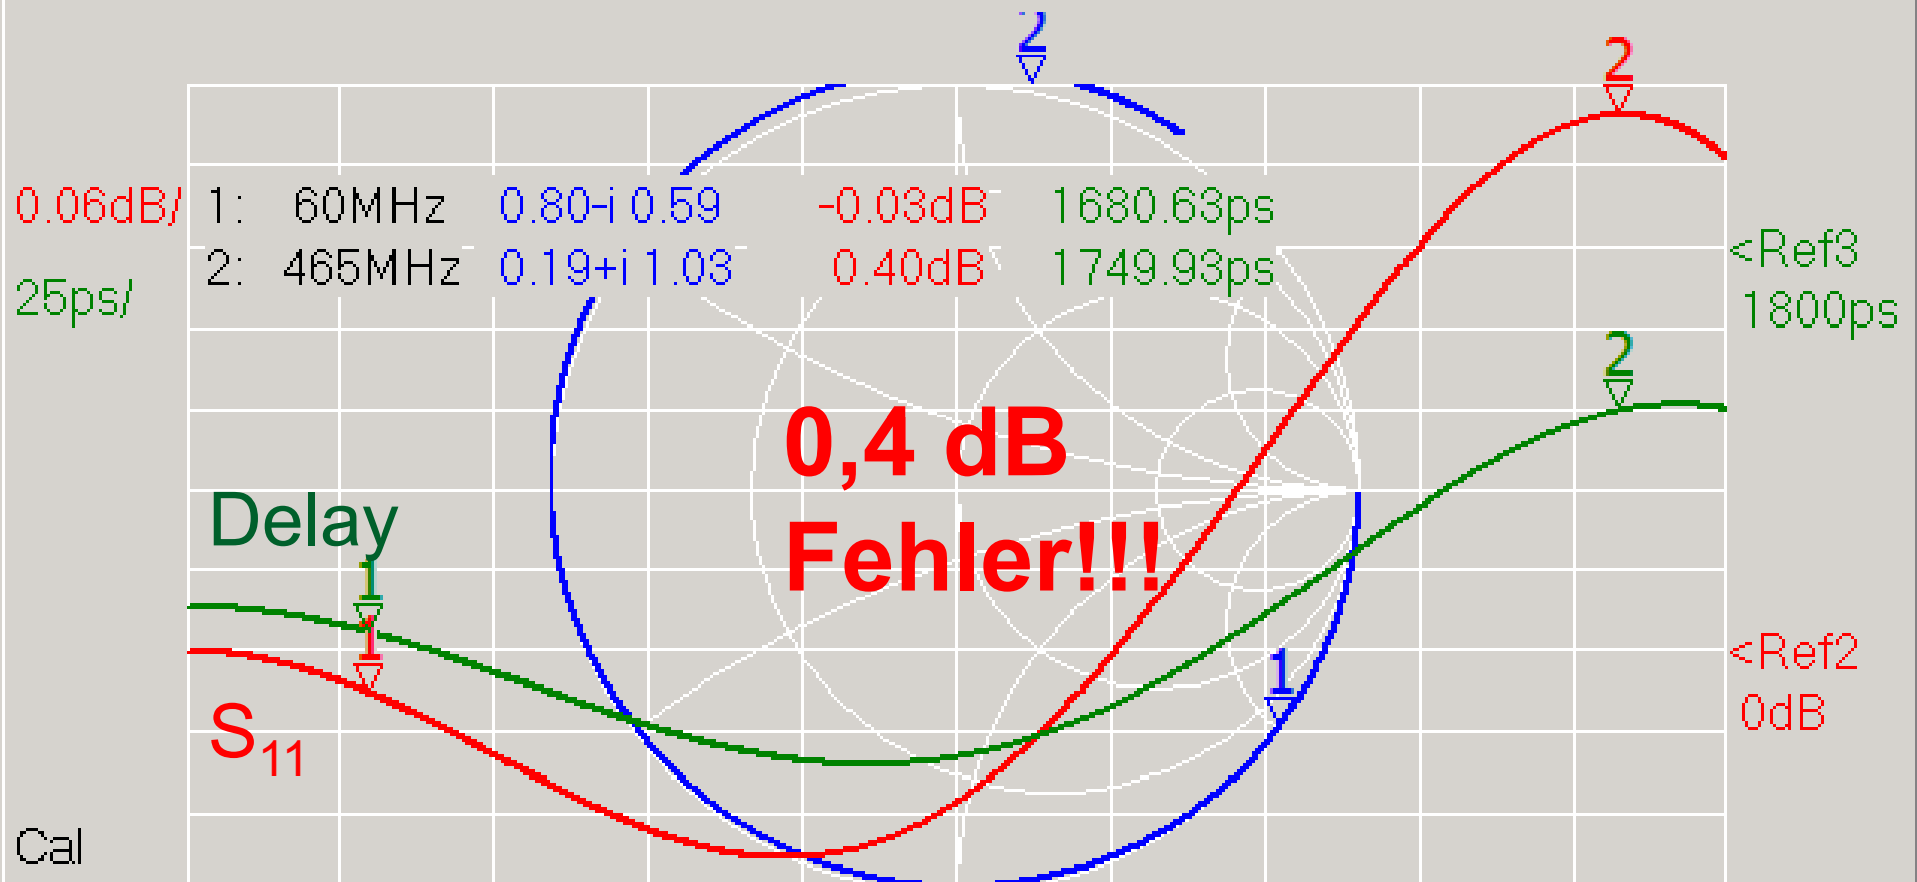 2
2
0.06dB/
1: 60MHz 0.80-i 0.59 -0.03dB 1680.63ps
2: 465MHz 0.19+i 1.03 0.40dB 1749.93ps
25ps/
<Ref3
1800ps
2
0,4 dB
Fehler!!!
Delay
1
1
1
<Ref2
0dB
S11
Cal